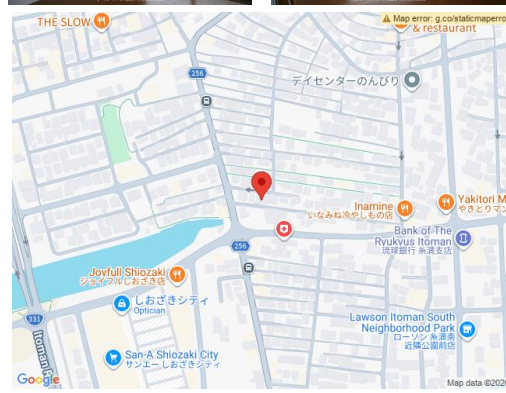 THE SLOW
⚠ Map error: g.co/staticmaperro
& restaurant
256
デイセンターのんびり
Inamine
いなみね冷やしもの店
Yakitori M
やきとりマン
Bank of The
Ryukyus Itoman
琉球銀行 糸満支店
256
Joyfull Shiozaki
ジョイフルしおざき店
しおざきシティ
Optician
331
Itoman
Lawson Itoman South
Neighborhood Park
ローソン 糸満南
近隣公園前店
San-A Shiozaki City
サンエー しおざきシティ
Google
Map data ©2026